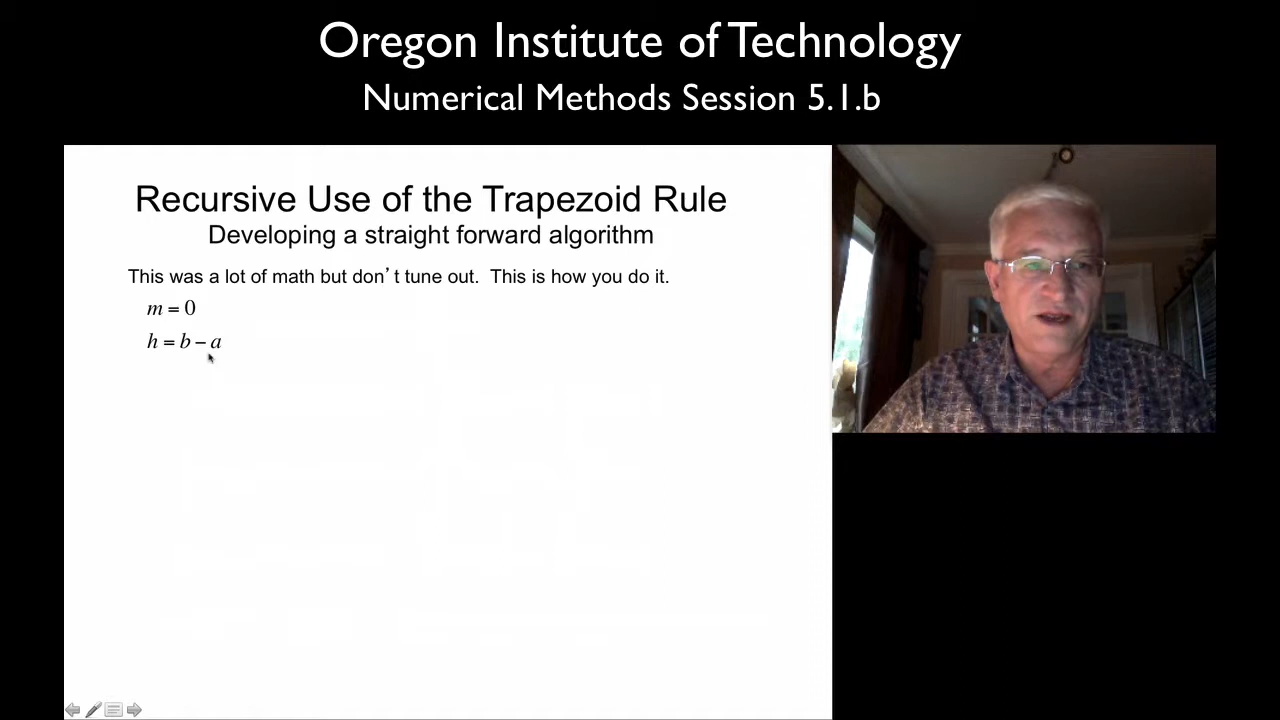 Oregon Institute of Technology
Numerical Methods Session 5.1.b
Recursive Use of the Trapezoid Rule
Developing a straight forward algorithm
This was a lot of math but don’t tune out. This is how you do it.
m = 0
h = b − a